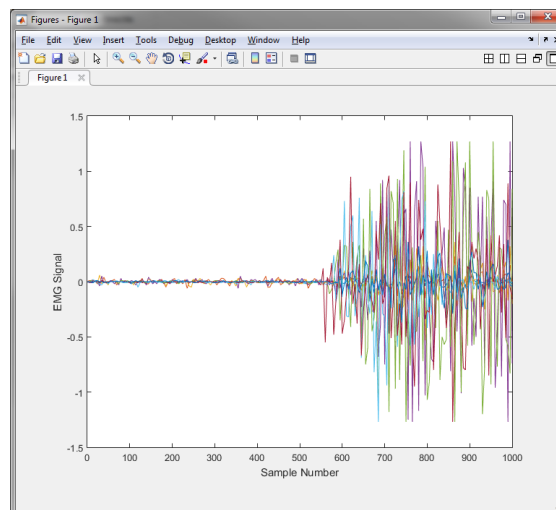 Figures - Figure 1
File Edit View Insert Tools Debug Desktop Window Help
Figure 1
1.5
1
0.5
0
-0.5
-1
-1.5
EMG Signal
0 100 200 300 400 500 600 700 800 900 1000
Sample Number